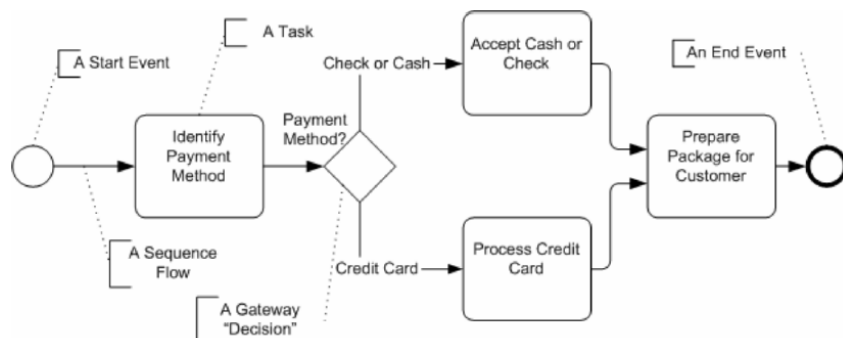 A Start Event
A Task
Check or Cash
Accept Cash or
Check
An End Event
Identify
Payment
Method
Payment
Method?
Prepare
Package for
Customer
A Sequence
Flow
Credit Card
Process Credit
Card
A Gateway
“Decision”